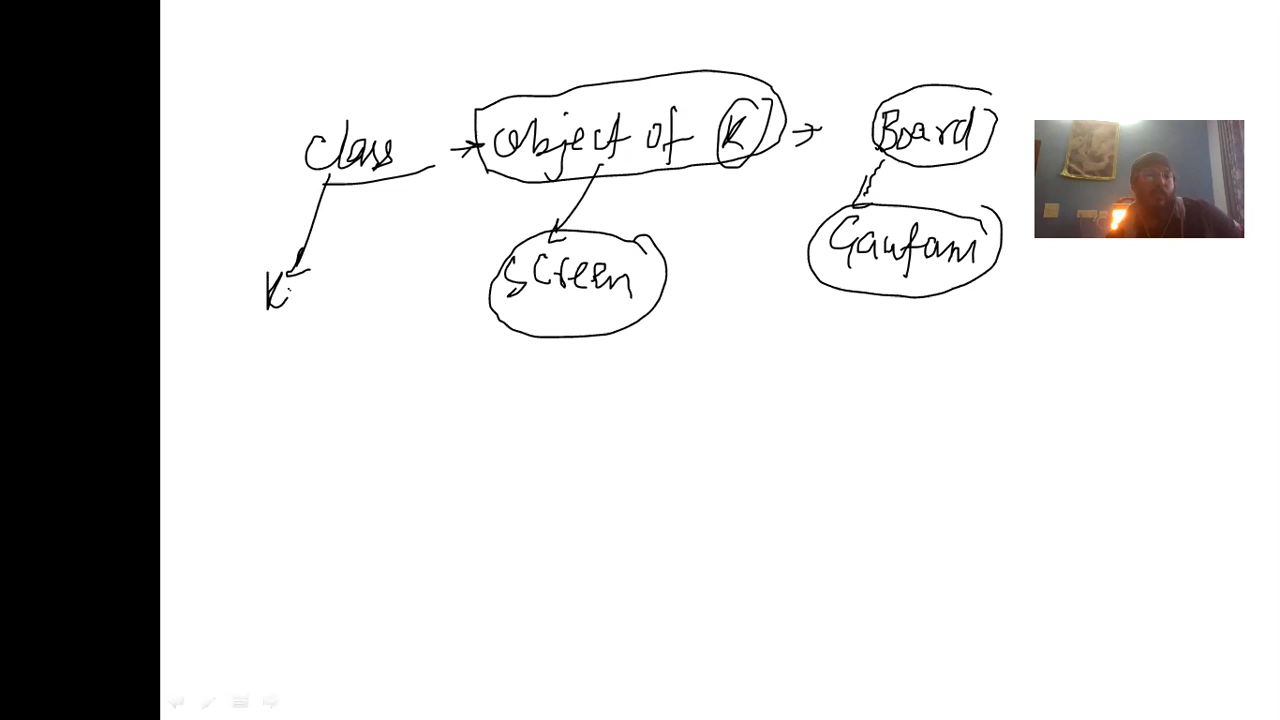 Class → object of K → Board
K
Screen
Gautam